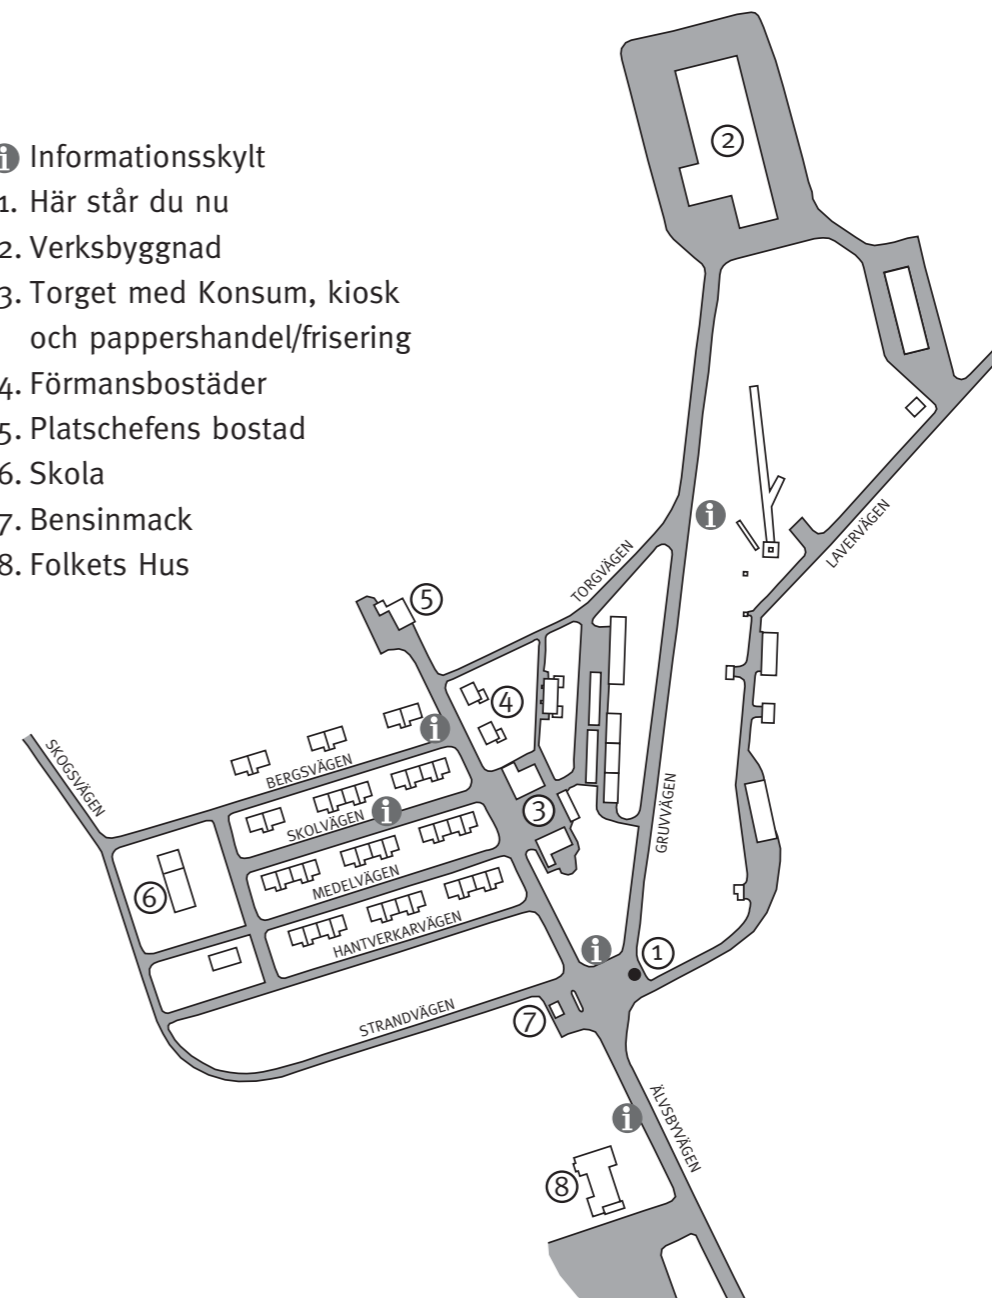 i Informationsskylt
1. Här står du nu
2. Verksbyggnad
3. Torget med Konsum, kiosk
och pappershandel/frisering
4. Förmansbostäder
5. Platschefens bostad
6. Skola
7. Bensinmack
8. Folkets Hus
2
i
LAVERVÄGEN
TORGVÄGEN
5
4
i
SKOGSVÄGEN
BERGSVÄGEN
3
i
SKOLVÄGEN
GRUVVÄGEN
MEDELVÄGEN
6
HANTVERKARVÄGEN
i
1
STRANDVÄGEN
7
i
ÄLVSBYVÄGEN
8